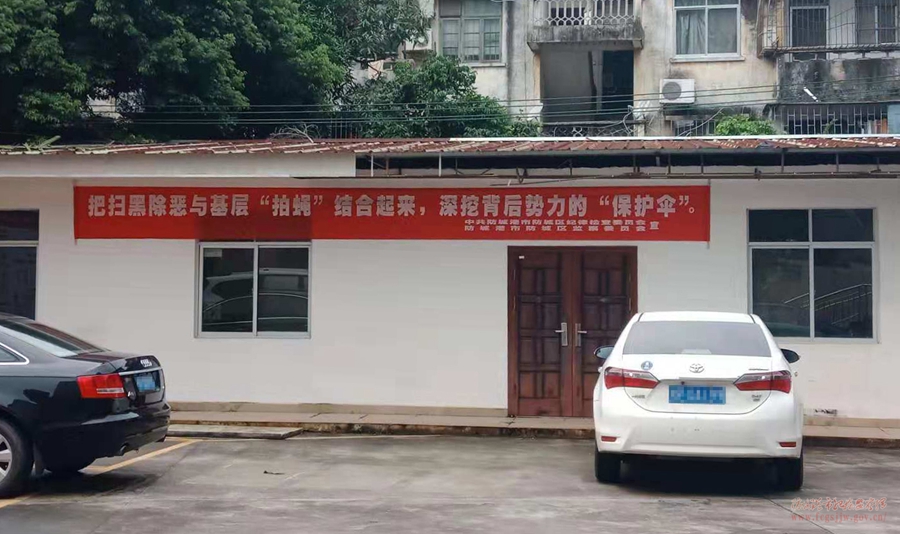 把扫黑除恶与基层“拍蝇”结合起来，深挖背后势力的“保护伞”。
中共防城港市防城区纪律检查委员会
防城港市防城区监察委员会 宣